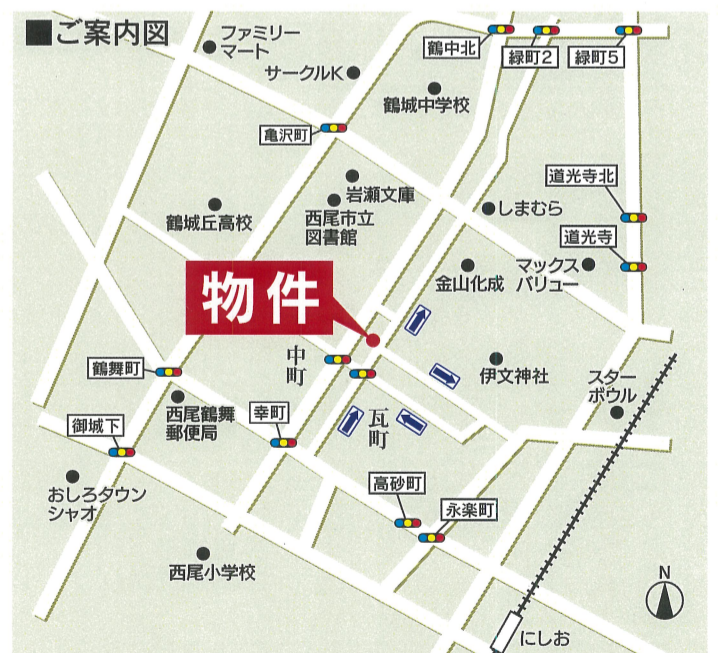 ■ご案内図
ファミリー
マート
サークルK
鶴中北
緑町2
緑町5
鶴城中学校
亀沢町
岩瀬文庫
西尾市立
図書館
鶴城丘高校
しまむら
道光寺北
道光寺
金山化成
マックス
バリュー
物件
中町
鶴舞町
伊文神社
スター
ボウル
西尾鶴舞
郵便局
幸町
瓦町
御城下
おしろタウン
シャオ
高砂町
永楽町
西尾小学校
N
にしお